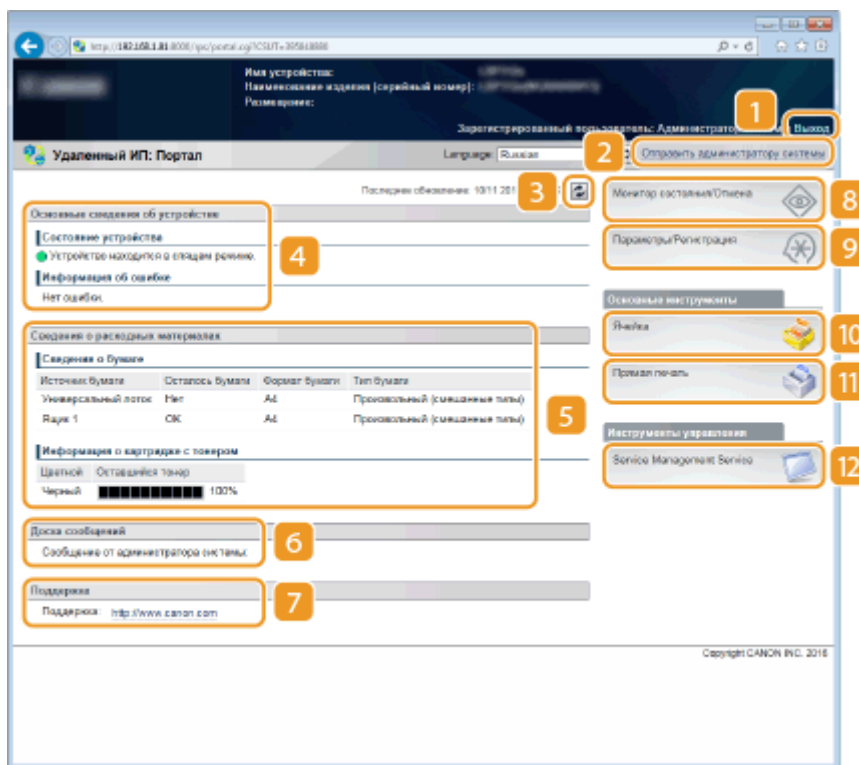 http://192.168.1.81:8000/rps/portal.cgi?CSUT=
Имя устройства:
Наименование изделия [серийный номер]:
Размещение:
1
Зарегистрированный пользователь: Администратор
Выход
Удаленный ИП: Портал
Language: Russian
2
Отправить администратору системы
Последнее обновление: 10/11 201
3
Основные сведения об устройстве
Состояние устройства
Устройство находится в спящем режиме.
4
Информация об ошибке
Нет ошибки.
Монитор состояния/Отмена
8
Параметры/Регистрация
9
Основные инструменты
Ячейка
10
Прямая печать
11
Инструменты управления
Service Management Service
12
Сведения о расходных материалах
Сведения о бумаге
Источник бумаги Осталось бумаги Формат бумаги Тип бумаги
Универсальный лоток Нет A4 Произвольный (смешанные типы)
Ящик 1 OK A4 Произвольный (смешанные типы)
5
Информация о картридже с тонером
Цветной Оставшийся тонер
Черный 100%
Доска сообщений
Сообщение от администратора системы:
6
Поддержка
Поддержка: http://www.canon.com
7
Copyright CANON INC. 2016